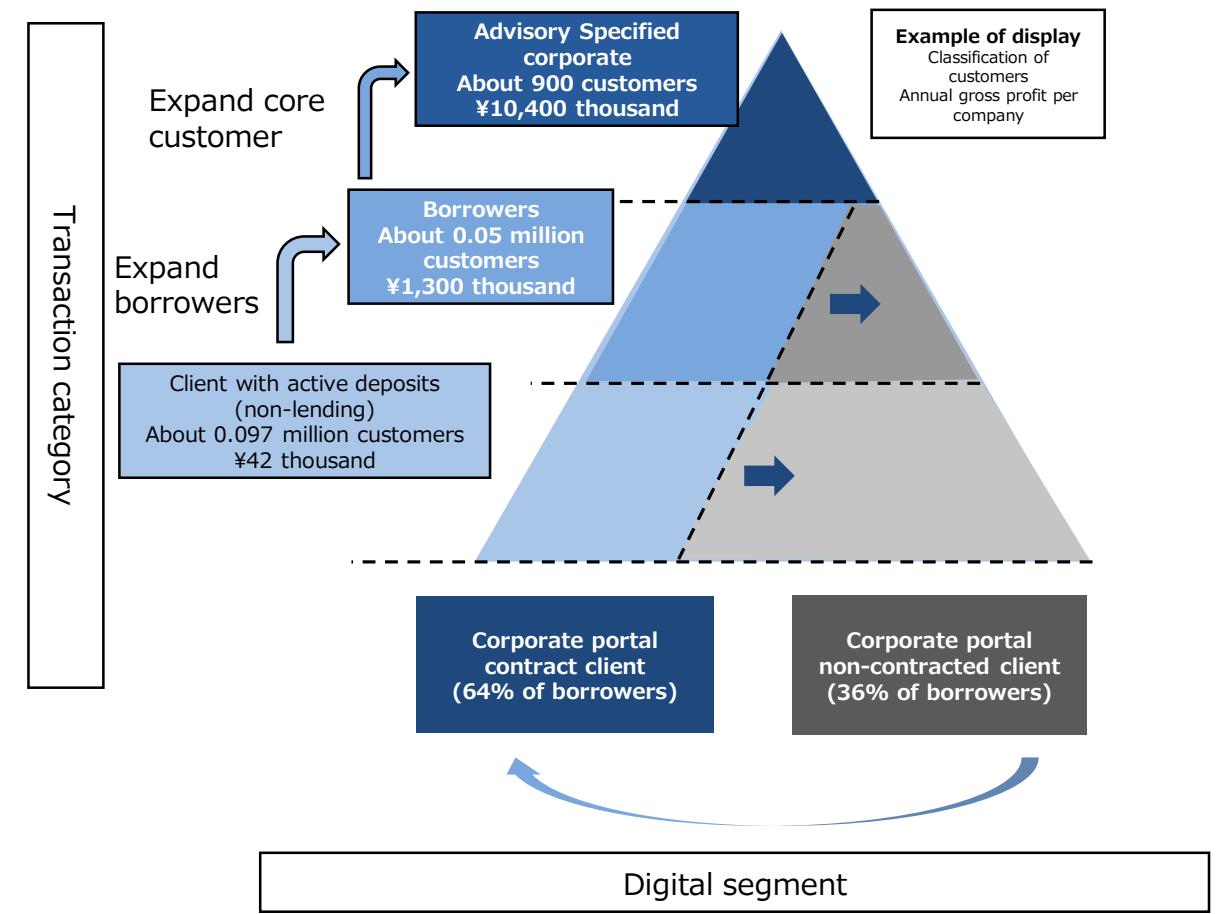 Transaction category
Expand core
customer
Advisory Specified
corporate
About 900 customers
¥10,400 thousand
Example of display
Classification of
customers
Annual gross profit per
company
Expand
borrowers
Borrowers
About 0.05 million
customers
¥1,300 thousand
Client with active deposits
(non-lending)
About 0.097 million customers
¥42 thousand
Corporate portal
contract client
(64% of borrowers)
Corporate portal
non-contracted client
(36% of borrowers)
Digital segment